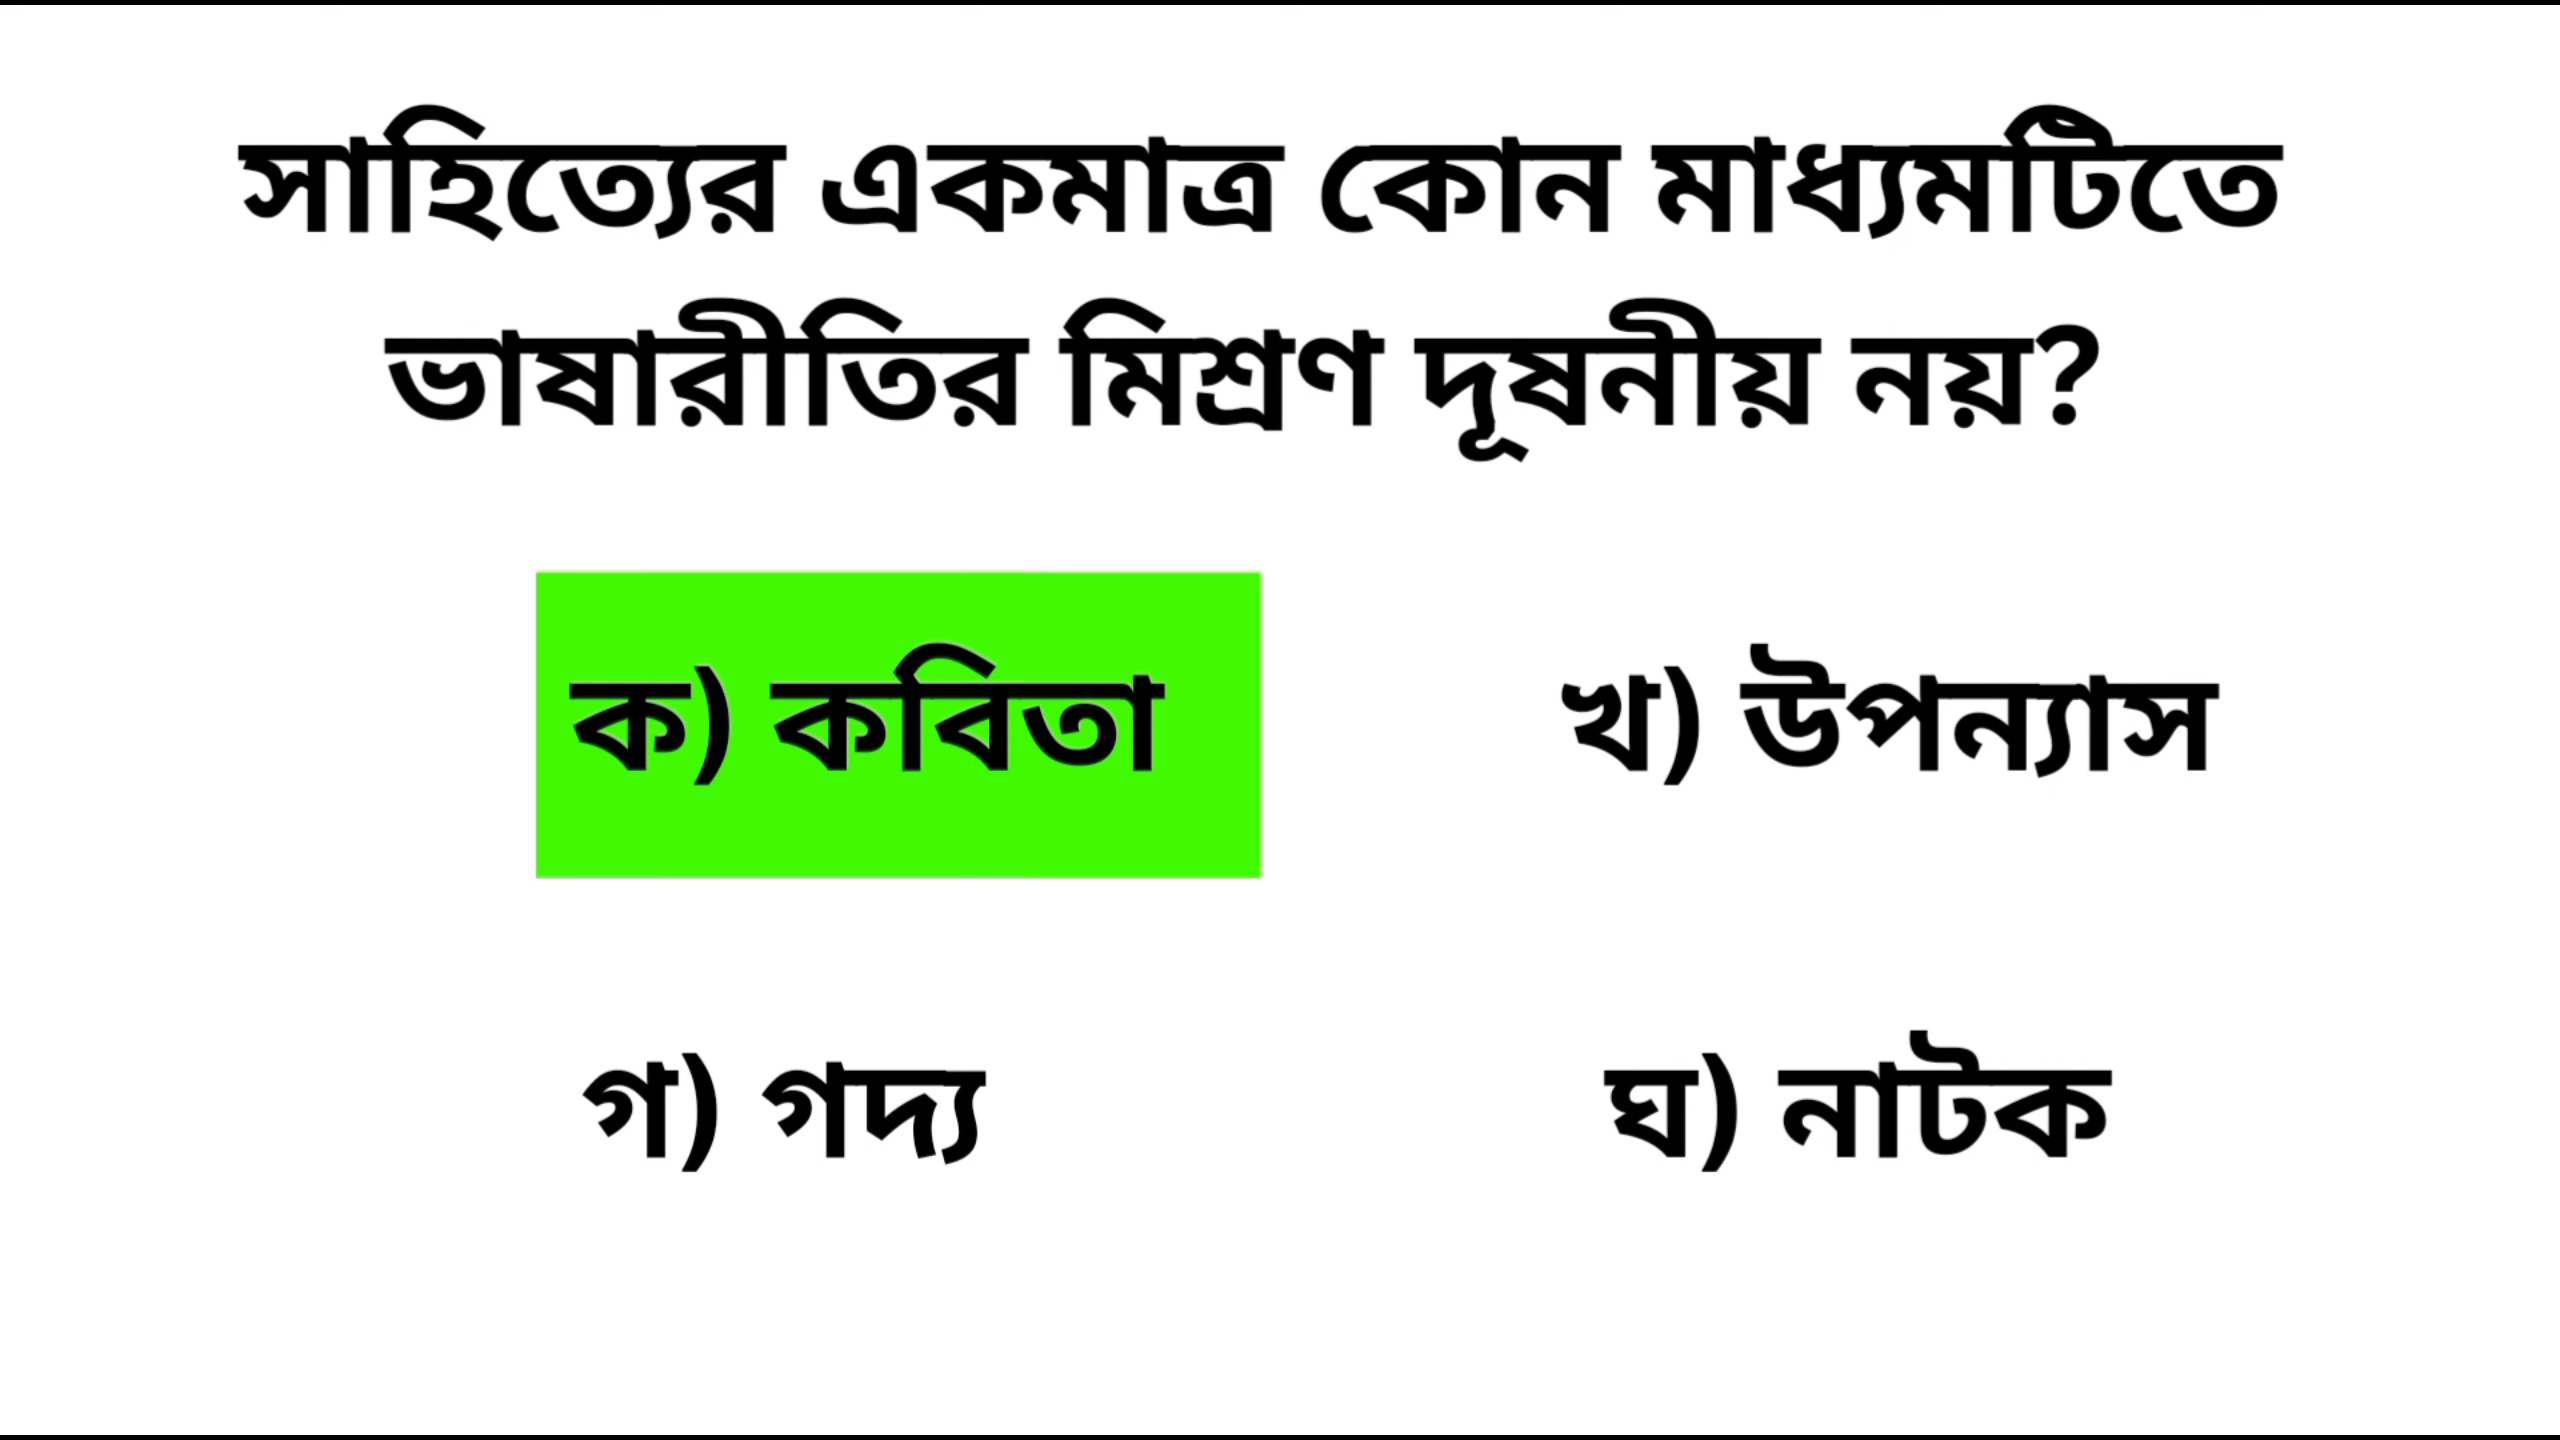 সাহিত্যের একমাত্র কোন মাধ্যমটিতে
ভাষারীতির মিশ্রণ দূষনীয় নয়?
ক) কবিতা
খ) উপন্যাস
গ) গদ্য
ঘ) নাটক